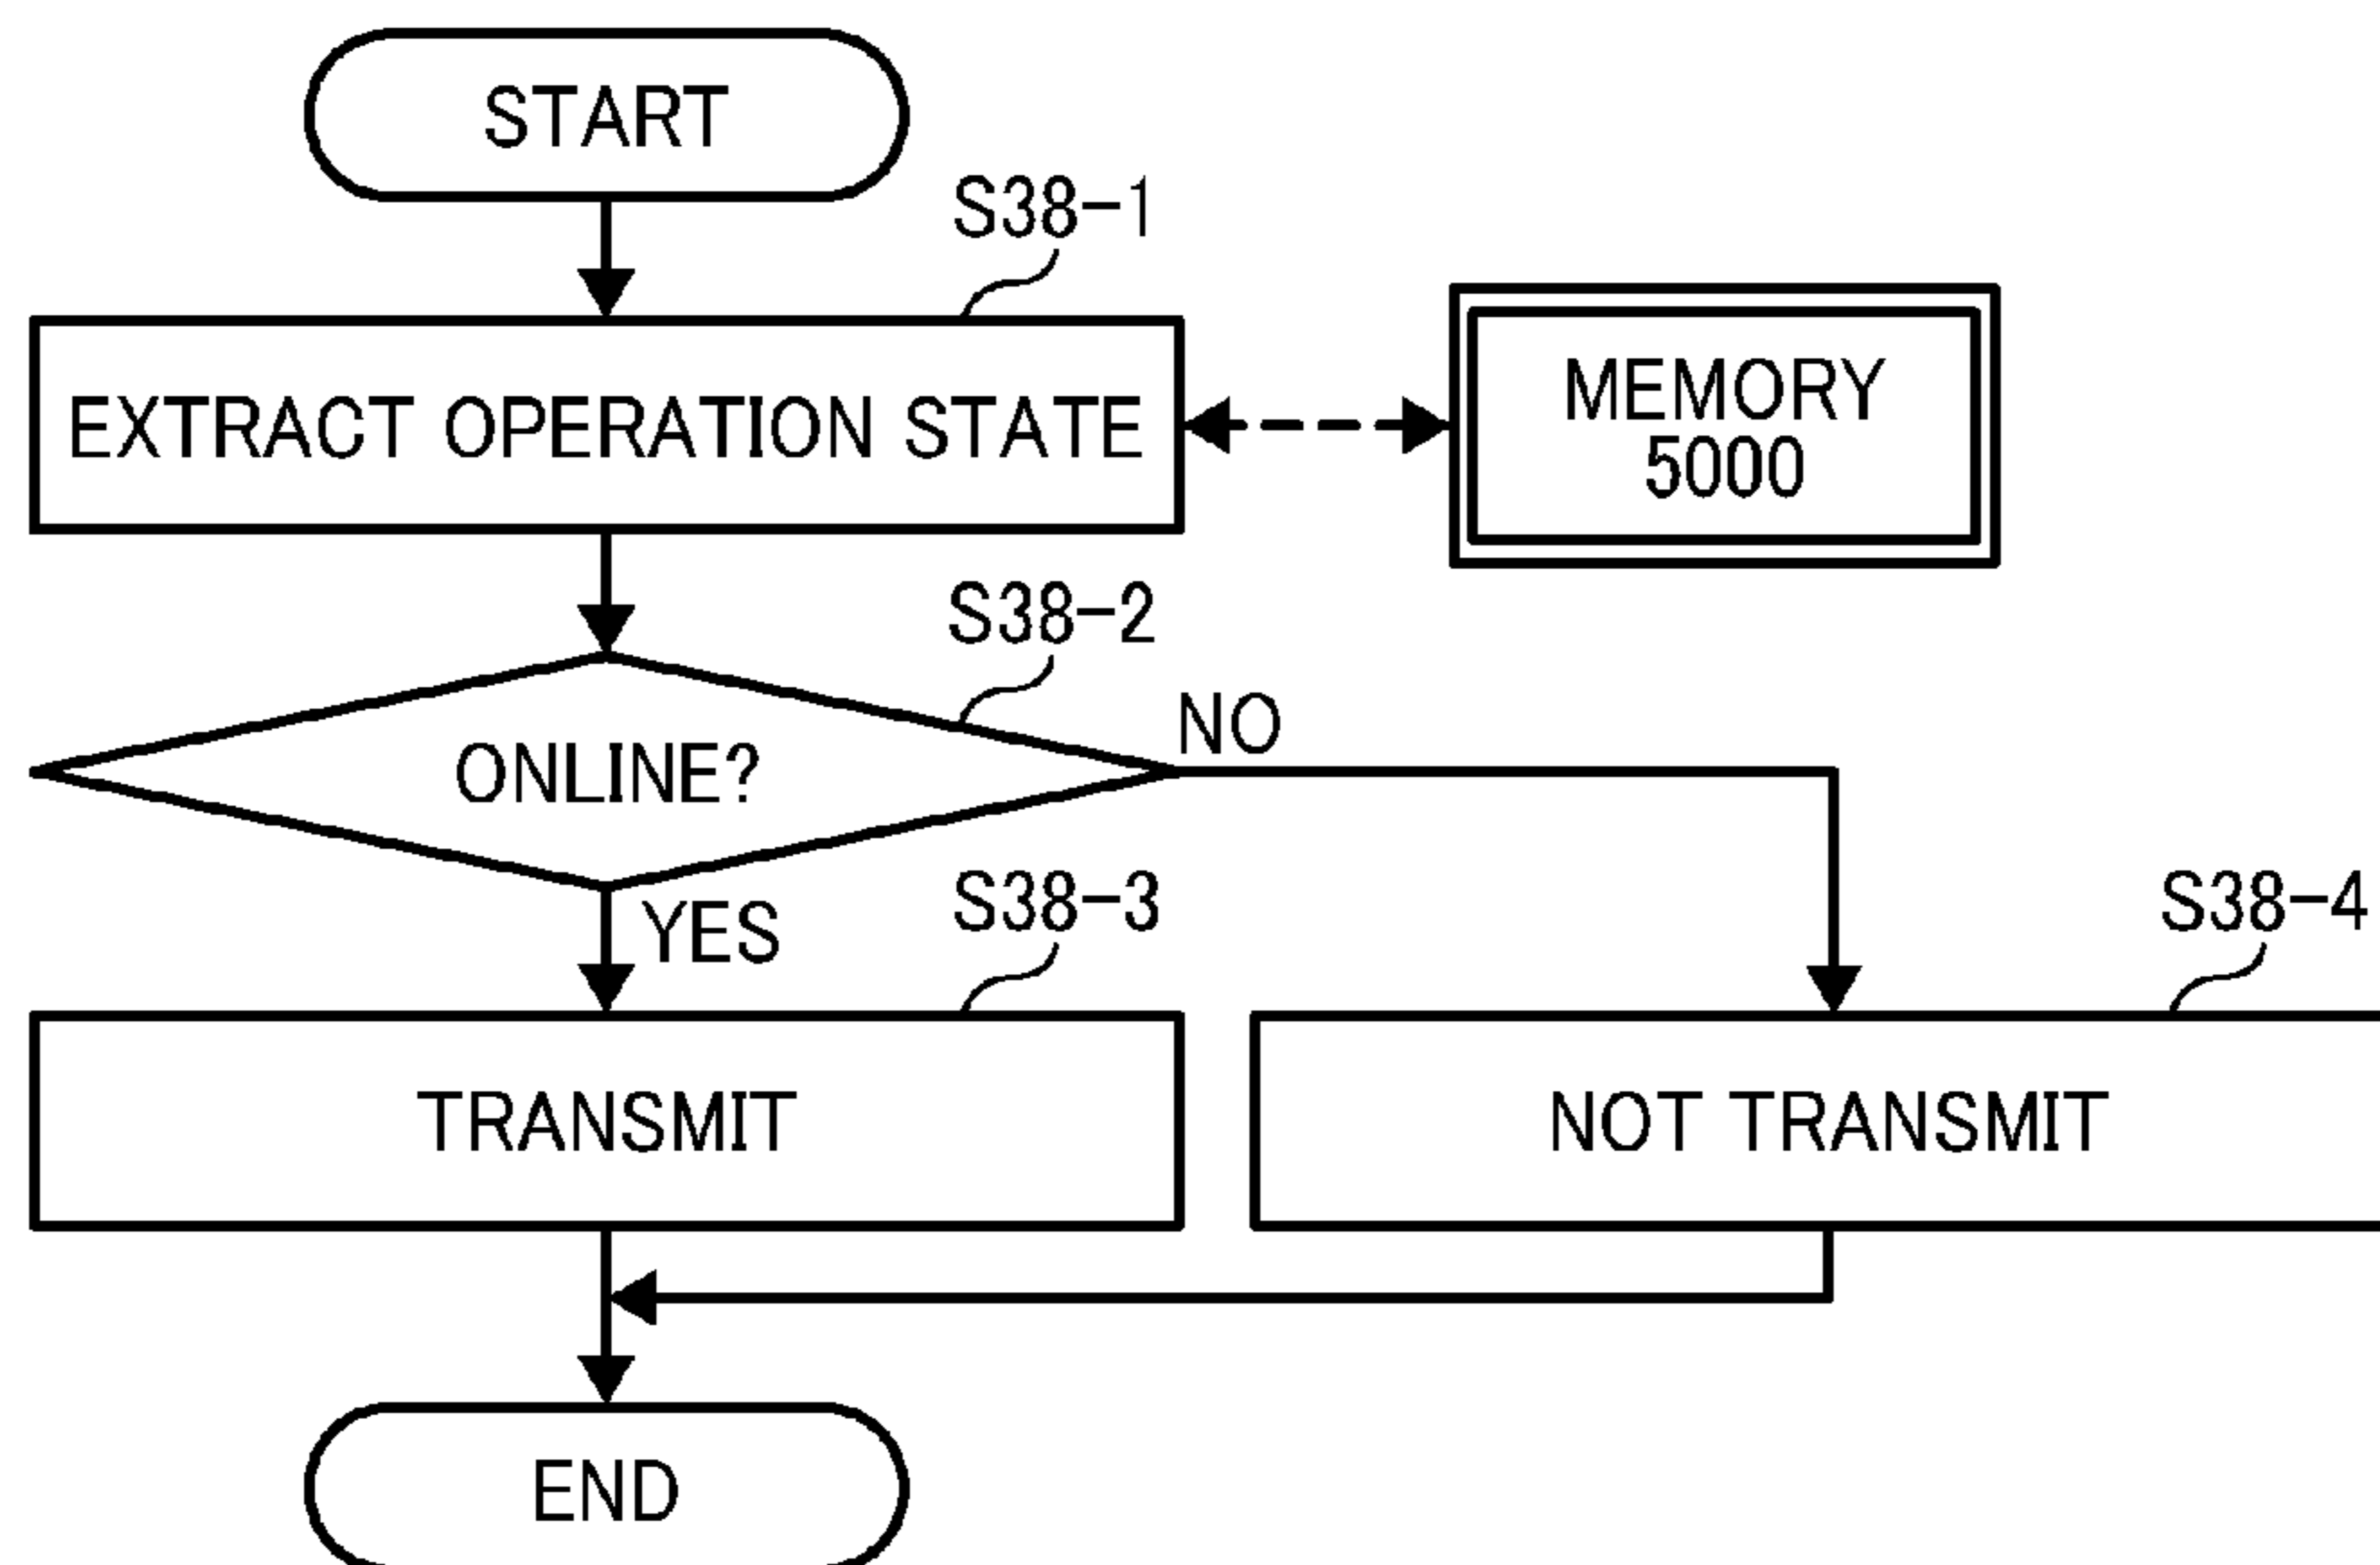 START
S38-1
EXTRACT OPERATION STATE
MEMORY
5000
S38-2
ONLINE?
NO
YES
S38-3
S38-4
TRANSMIT
NOT TRANSMIT
END